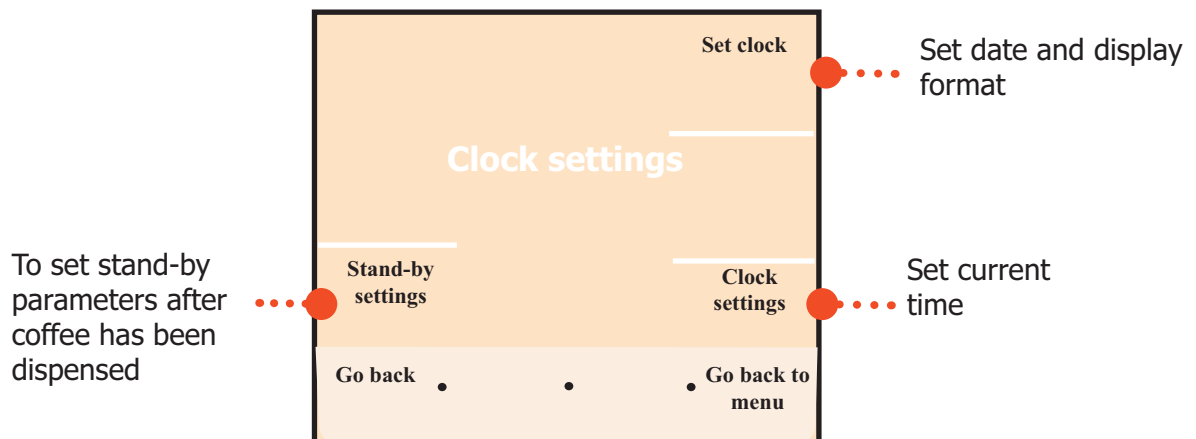 Set clock
Set date and display
format
Clock settings
To set stand-by
parameters after
coffee has been
dispensed
Stand-by
settings
Clock
settings
Set current
time
Go back
Go back to
menu